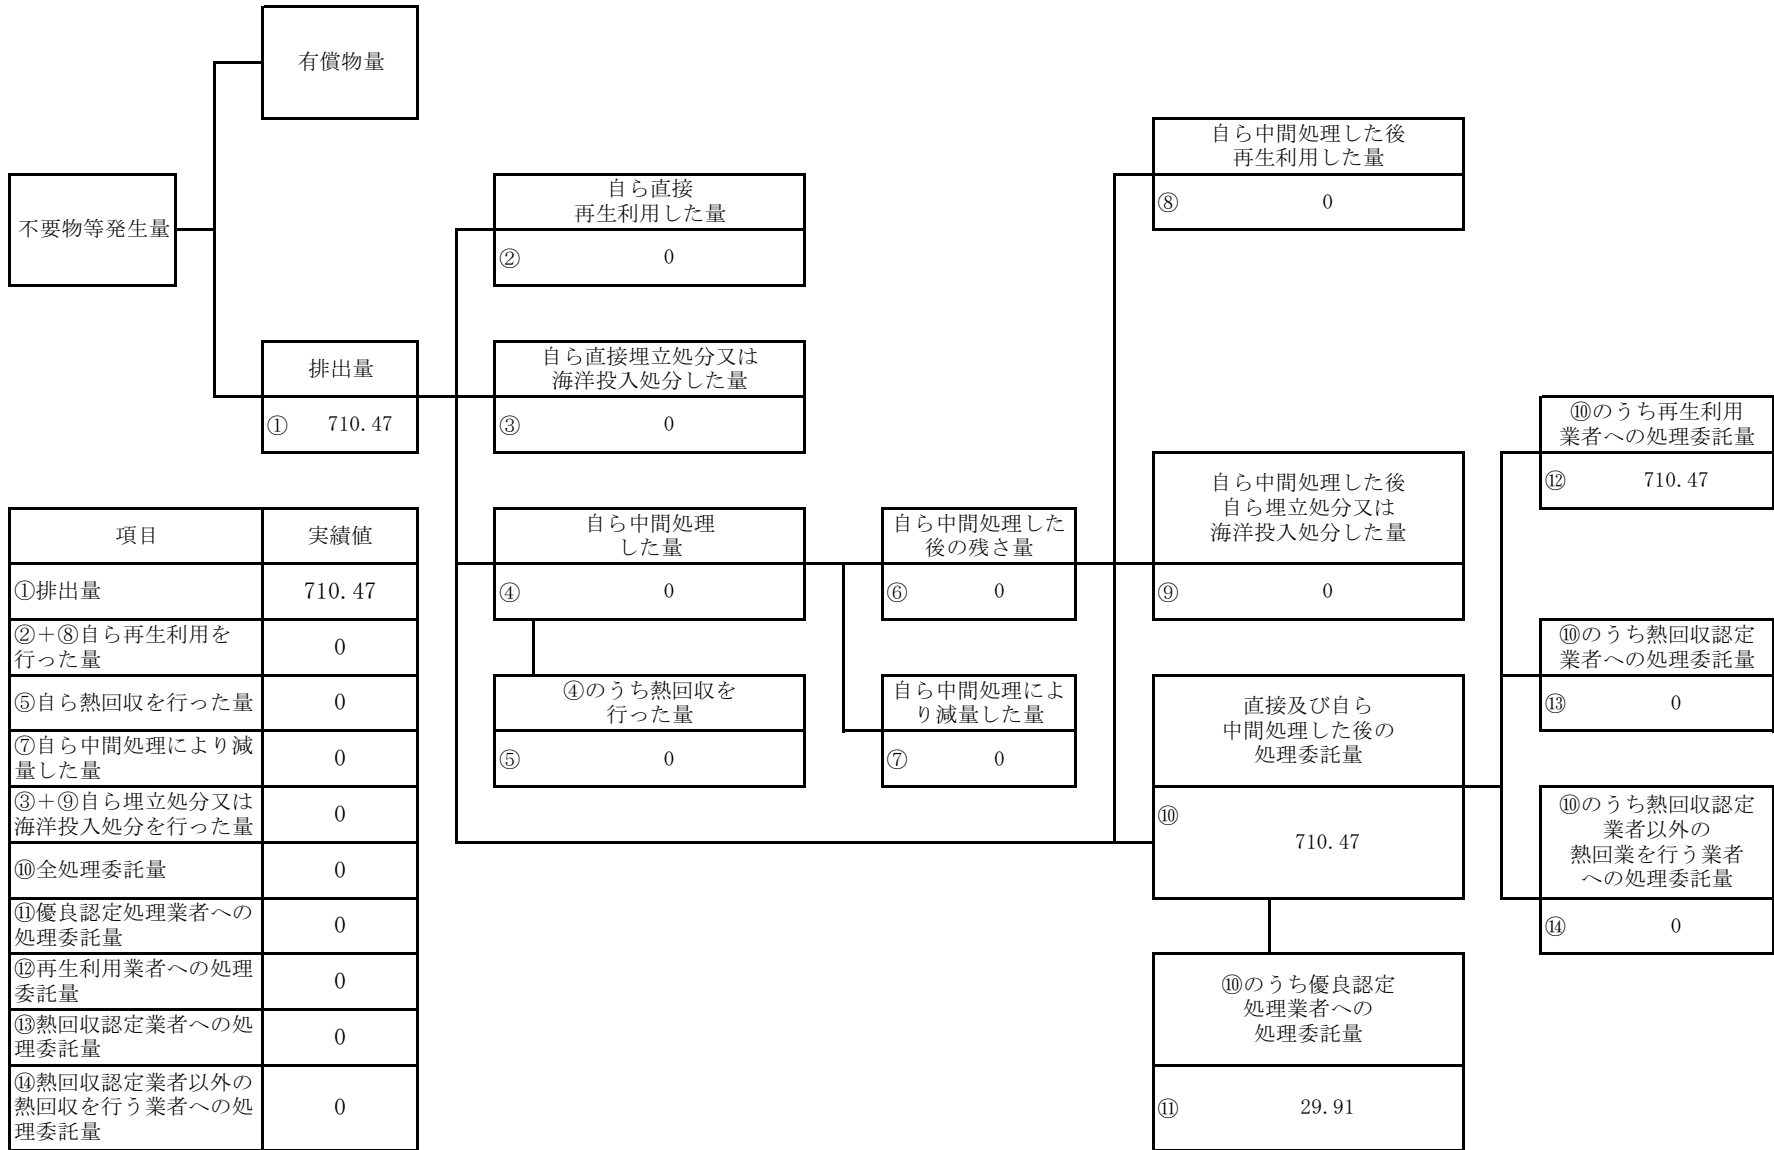 有償物量
不要物等発生量
排出量
① 710.47
自ら直接
再生利用した量
② 0
自ら直接埋立処分又は
海洋投入処分した量
③ 0
自ら中間処理
した量
④ 0
④のうち熱回収を
行った量
⑤ 0
自ら中間処理した
後の残さ量
⑥ 0
自ら中間処理によ
り減量した量
⑦ 0
自ら中間処理した後
再生利用した量
⑧ 0
自ら中間処理した後
自ら埋立処分又は
海洋投入処分した量
⑨ 0
直接及び自ら
中間処理した後の
処理委託量
⑩
710.47
⑩のうち優良認定
処理業者への
処理委託量
⑪ 29.91
⑩のうち再生利用
業者への処理委託量
⑫ 710.47
⑩のうち熱回収認定
業者への処理委託量
⑬ 0
⑩のうち熱回収認定
業者以外の
熱回業を行う業者
への処理委託量
⑭ 0
項目 実績値
①排出量 710.47
②+⑧自ら再生利用を
行った量 0
⑤自ら熱回収を行った量 0
⑦自ら中間処理により減
量した量 0
③+⑨自ら埋立処分又は
海洋投入処分を行った量 0
⑩全処理委託量 0
⑪優良認定処理業者への
処理委託量 0
⑫再生利用業者への処理
委託量 0
⑬熱回収認定業者への処
理委託量 0
⑭熱回収認定業者以外の
熱回収を行う業者への処 0
理委託量